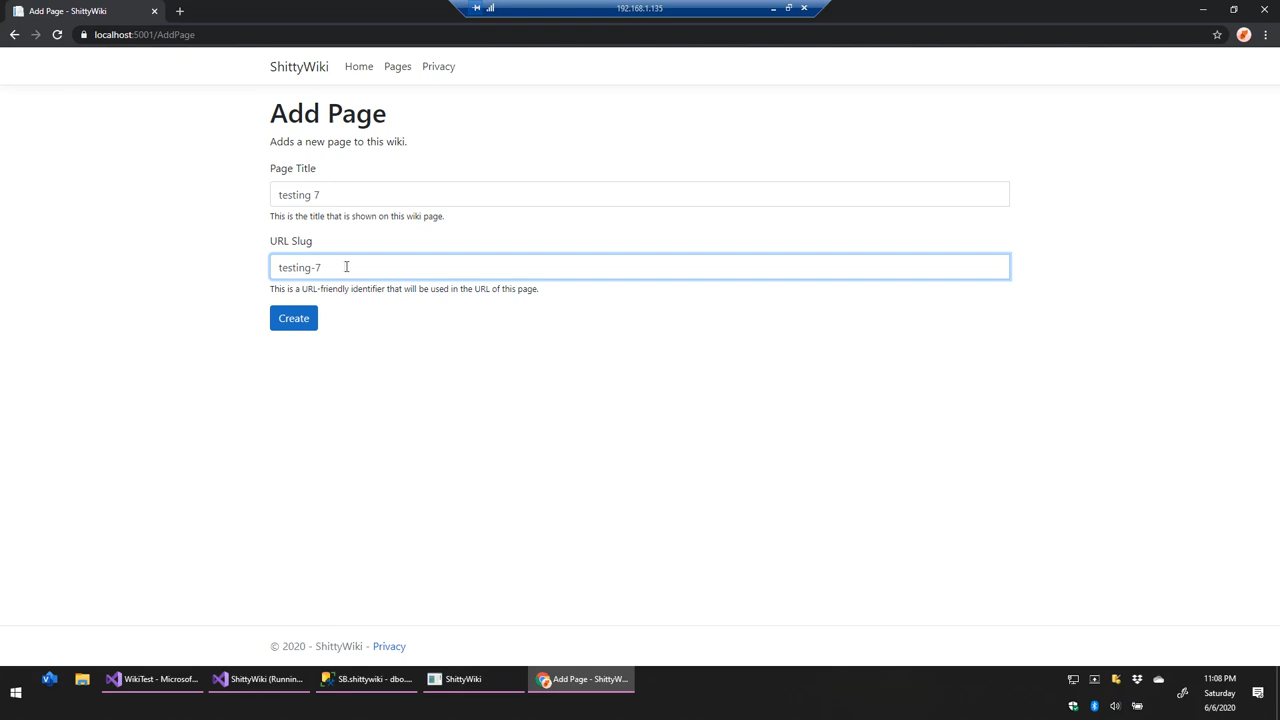 Add Page - ShittyWiki
192.168.1.135
localhost:5001/AddPage
ShittyWiki Home Pages Privacy
Add Page
Adds a new page to this wiki.
Page Title
testing 7
This is the title that is shown on this wiki page.
URL Slug
testing-7
This is a URL-friendly identifier that will be used in the URL of this page.
Create
© 2020 - ShittyWiki - Privacy
WikiTest - Microsof... ShittyWiki (Runnin... SB.shittywiki - dbo.... ShittyWiki Add Page - ShittyW...
11:08 PM
Saturday
6/6/2020